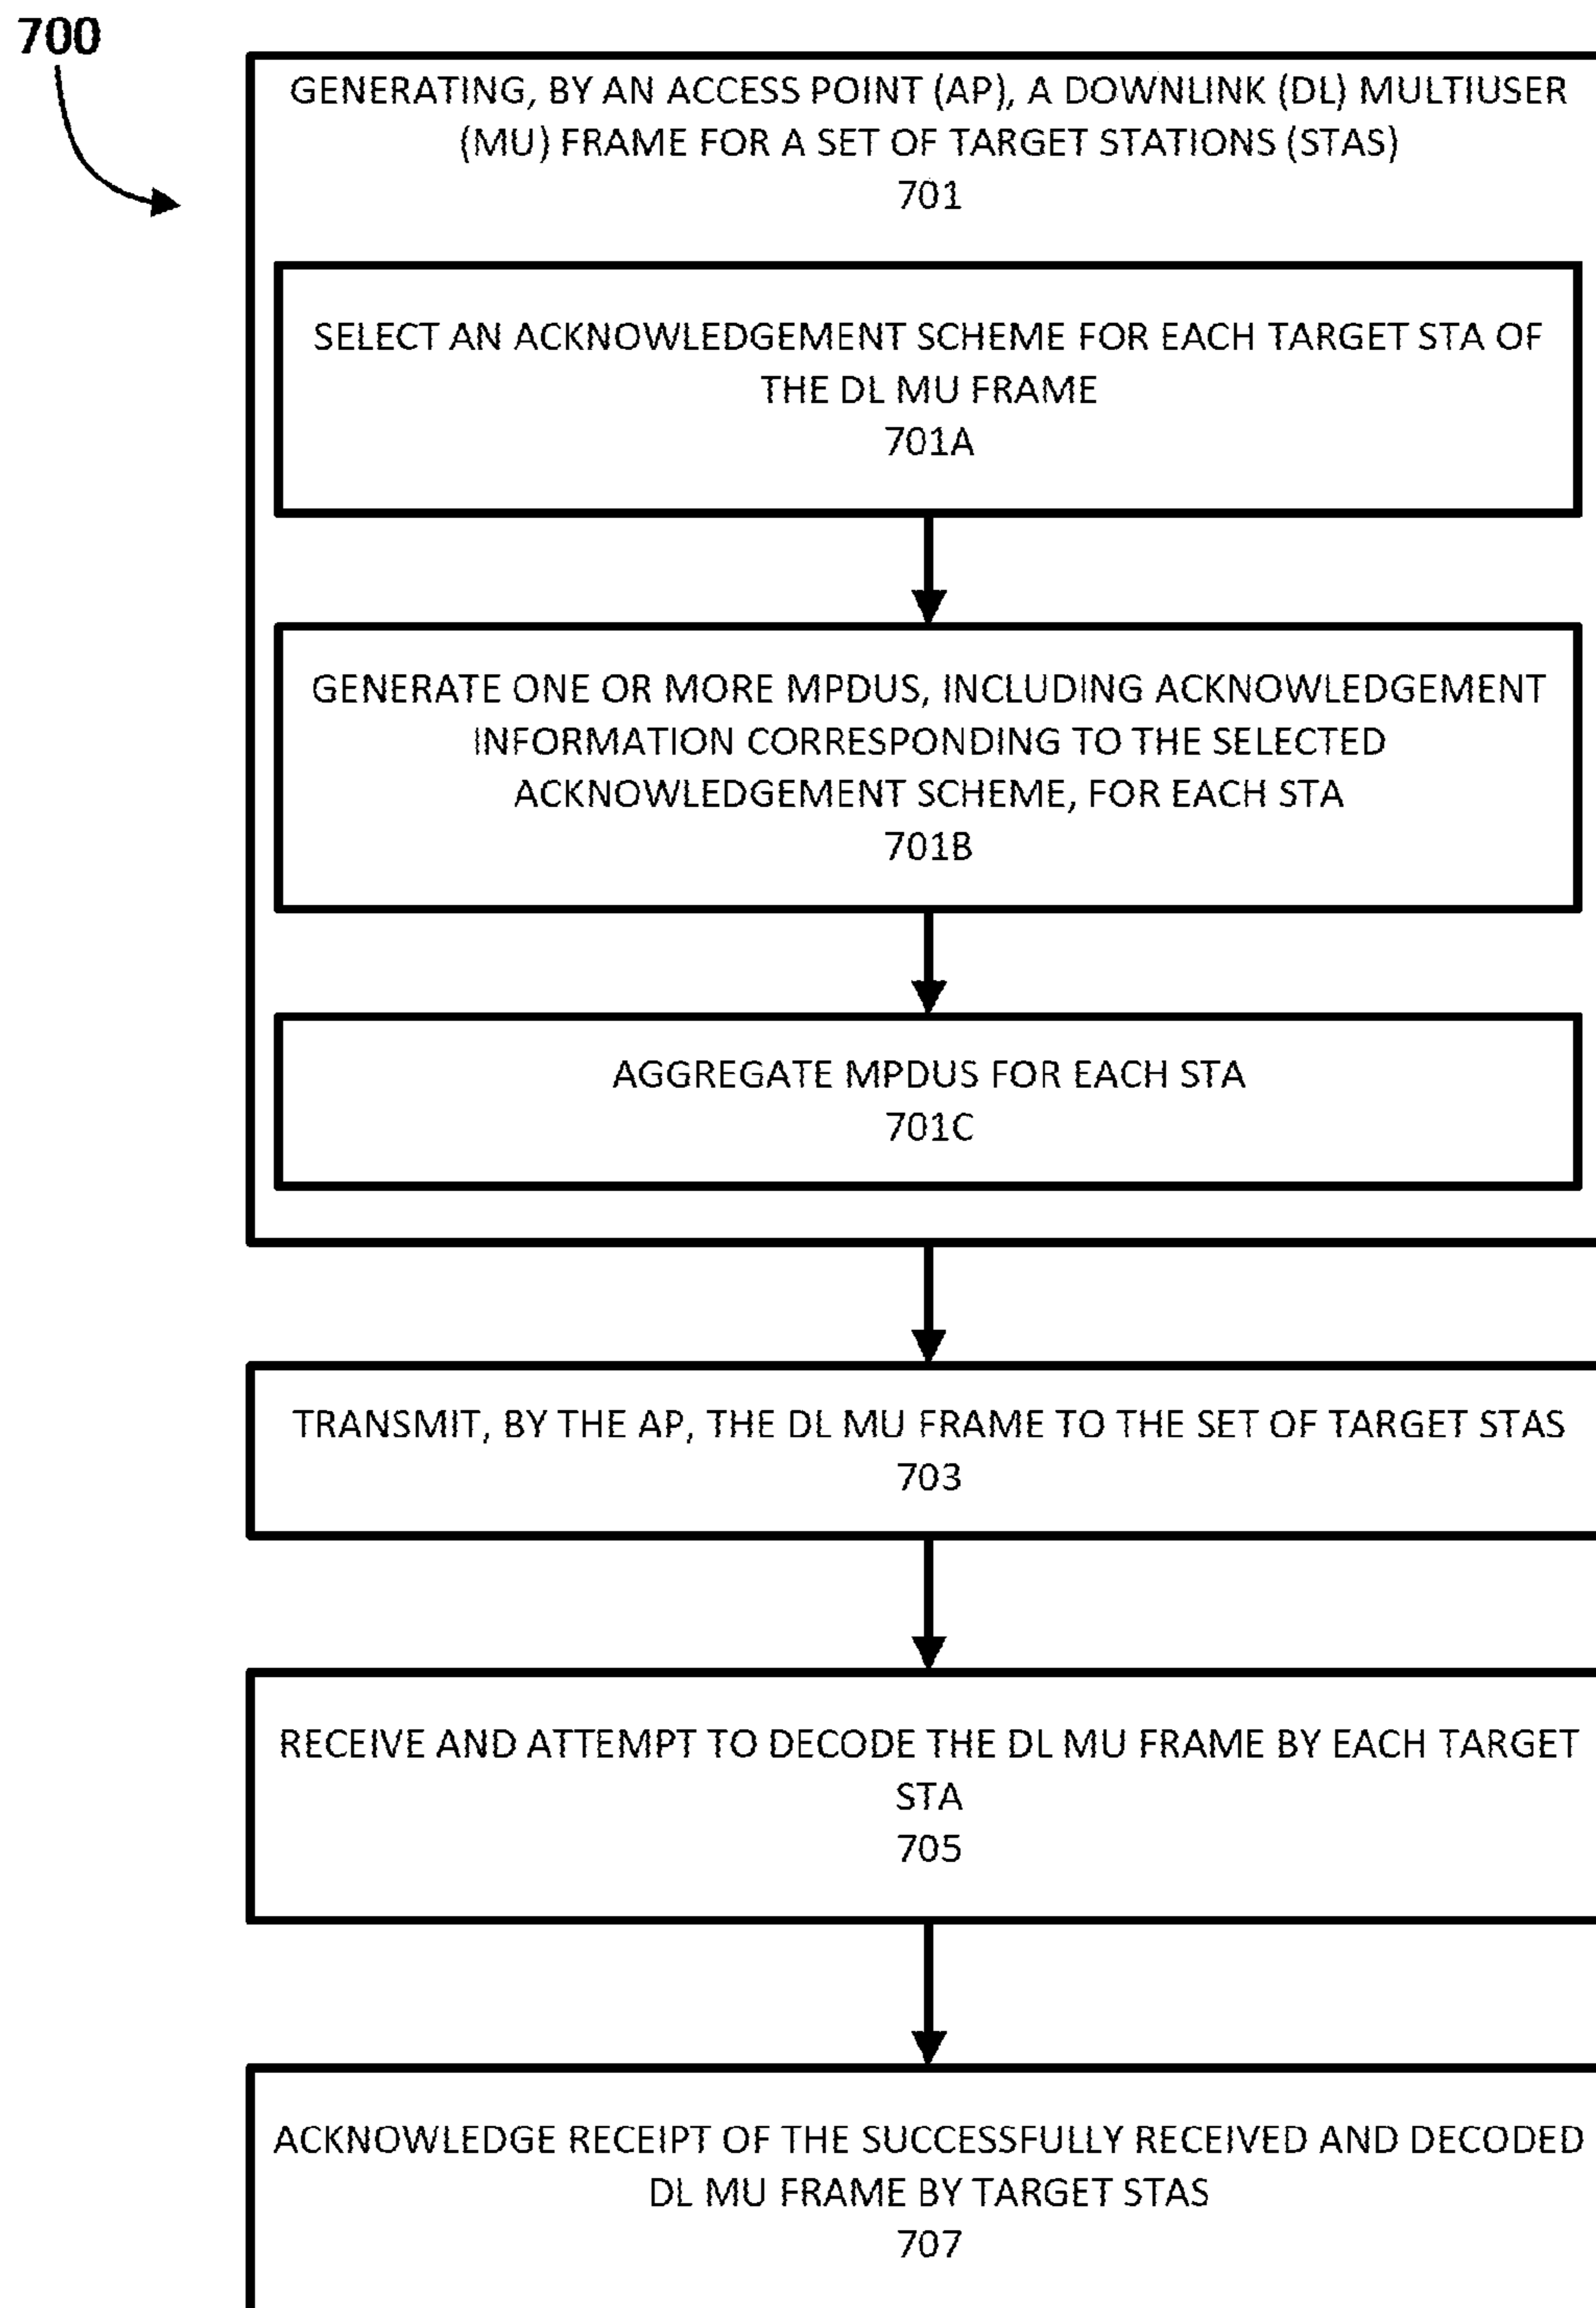 700
GENERATING, BY AN ACCESS POINT (AP), A DOWNLINK (DL) MULTIUSER
(MU) FRAME FOR A SET OF TARGET STATIONS (STAS)
701
SELECT AN ACKNOWLEDGEMENT SCHEME FOR EACH TARGET STA OF
THE DL MU FRAME
701A
GENERATE ONE OR MORE MPDUS, INCLUDING ACKNOWLEDGEMENT
INFORMATION CORRESPONDING TO THE SELECTED
ACKNOWLEDGEMENT SCHEME, FOR EACH STA
701B
AGGREGATE MPDUS FOR EACH STA
701C
TRANSMIT, BY THE AP, THE DL MU FRAME TO THE SET OF TARGET STAS
703
RECEIVE AND ATTEMPT TO DECODE THE DL MU FRAME BY EACH TARGET
STA
705
ACKNOWLEDGE RECEIPT OF THE SUCCESSFULLY RECEIVED AND DECODED
DL MU FRAME BY TARGET STAS
707